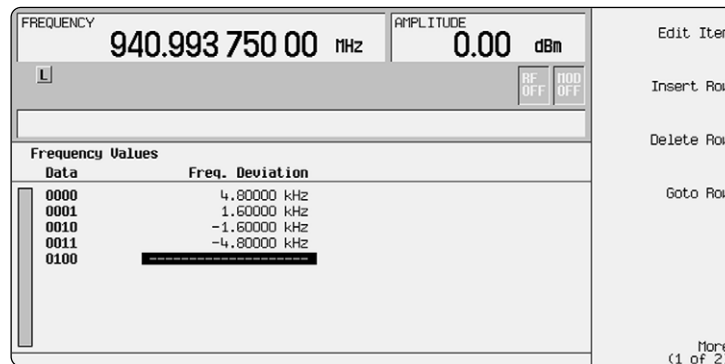 FREQUENCY
940.993 750 00 MHz
AMPLITUDE
0.00 dBm
L
RF OFF
MOD OFF
Frequency Values
Data Freq. Deviation
0000 4.80000 kHz
0001 1.60000 kHz
0010 -1.60000 kHz
0011 -4.80000 kHz
0100 --------------------
Edit Item
Insert Row
Delete Row
Goto Row
More
(1 of 2